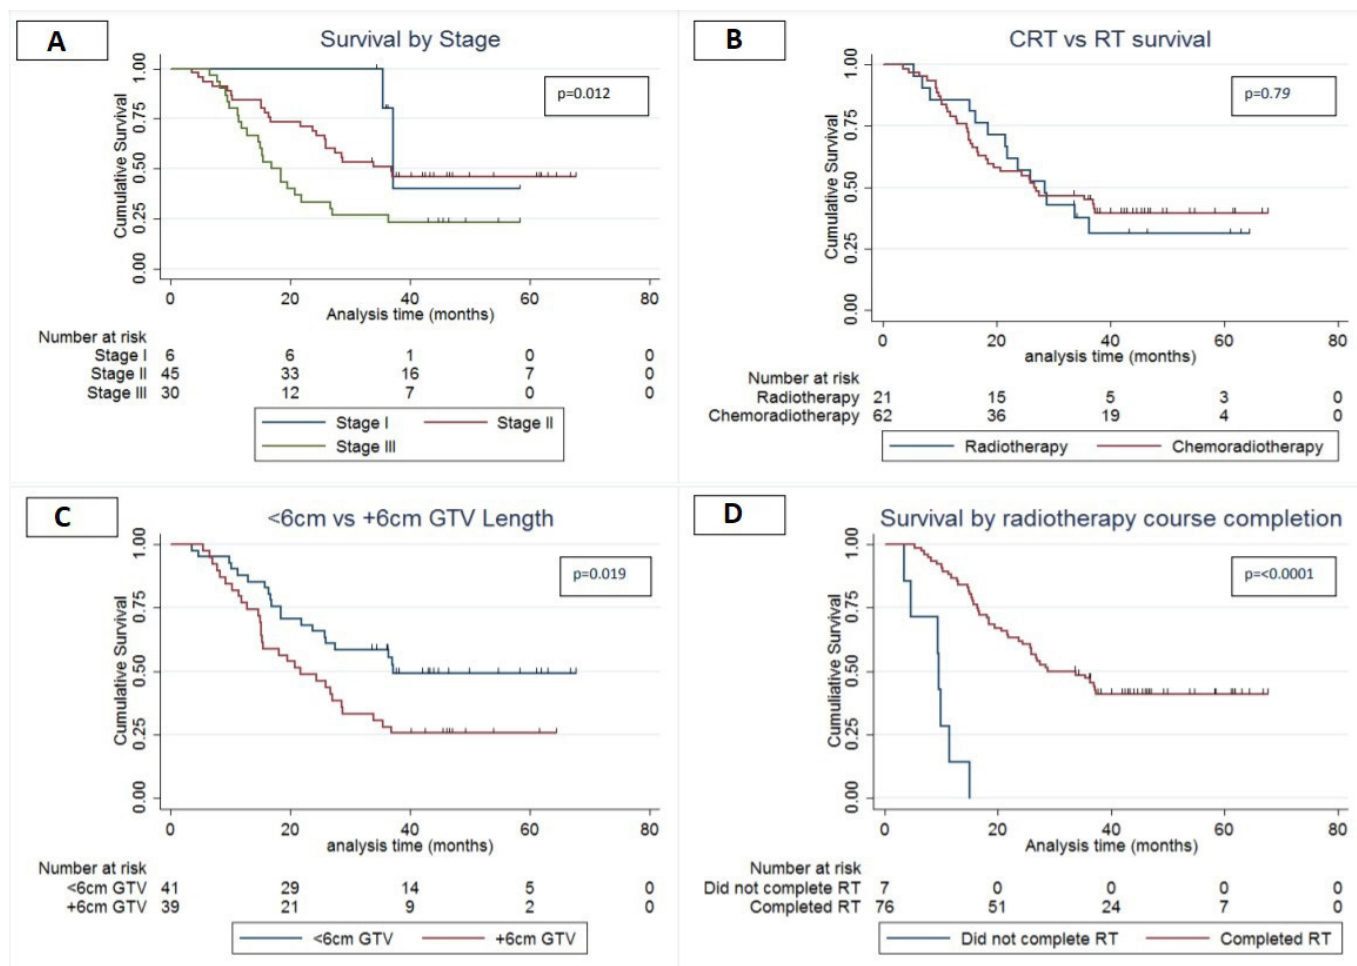 A
Survival by Stage
p=0.012
Cumulative Survival
1.00
0.75
0.50
0.25
0.00
0 20 40 60 80
Analysis time (months)
Number at risk
Stage I 6 6 1 0 0
Stage II 45 33 16 7 0
Stage III 30 12 7 0 0
Stage I Stage II
Stage III
B
CRT vs RT survival
p=0.79
Cumulative Survival
1.00
0.75
0.50
0.25
0.00
0 20 40 60 80
analysis time (months)
Number at risk
Radiotherapy 21 15 5 3 0
Chemoradiotherapy 62 36 19 4 0
Radiotherapy Chemoradiotherapy
C
<6cm vs +6cm GTV Length
p=0.019
Cumulative Survival
1.00
0.75
0.50
0.25
0.00
0 20 40 60 80
analysis time (months)
Number at risk
<6cm GTV 41 29 14 5 0
+6cm GTV 39 21 9 2 0
<6cm GTV +6cm GTV
D
Survival by radiotherapy course completion
p=<0.0001
Cumulative Survival
1.00
0.75
0.50
0.25
0.00
0 20 40 60 80
Analysis time (months)
Number at risk
Did not complete RT 7 0 0 0 0
Completed RT 76 51 24 7 0
Did not complete RT Completed RT